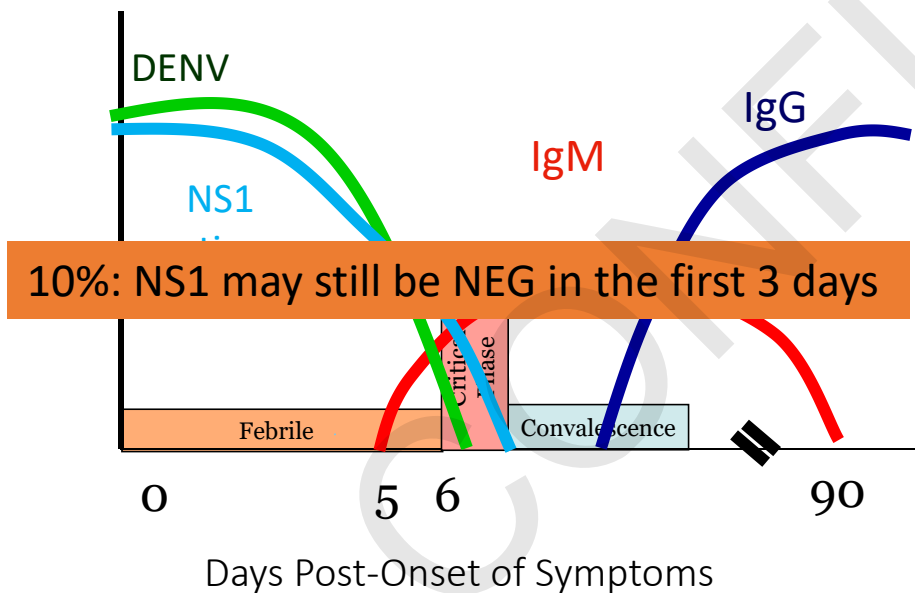 DENV
IgG
IgM
NS1
10%: NS1 may still be NEG in the first 3 days
Critical
Phase
Febrile
Convalescence
0
5
6
90
Days Post-Onset of Symptoms